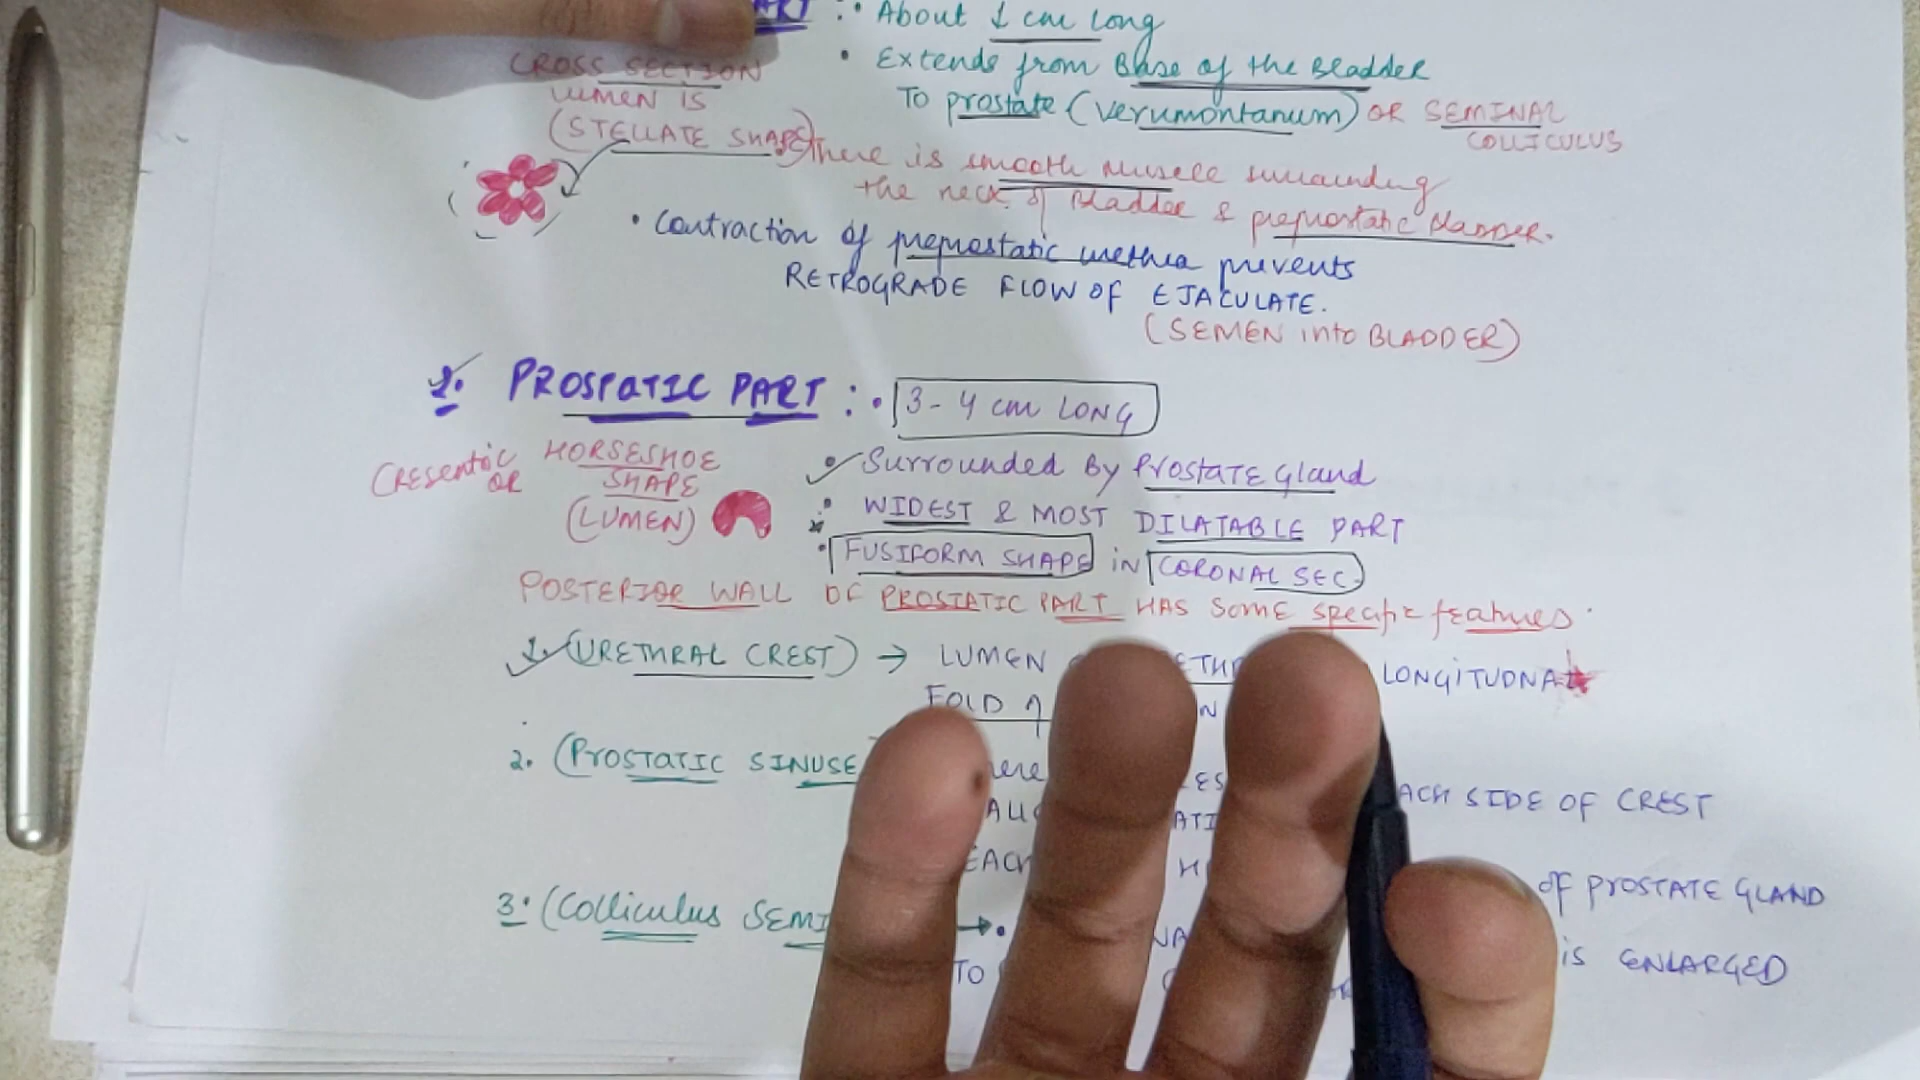 : • About 1 cm long
CROSS SECTION
LUMEN IS
(STELLATE SHAPE)
• Extends from Base of the Bladder
To prostate (verumontanum) OR SEMINAL
COLLICULUS
There is smooth muscle surrounding
the neck of Bladder & preprostatic
• Contraction of preprostatic urethra prevents
RETROGRADE FLOW OF EJACULATE.
(SEMEN into BLADDER)
2. PROSTATIC PART : • 3-4 cm LONG
Cresentic OR HORSESHOE
SHAPE
(LUMEN)
• Surrounded By Prostate Gland
• WIDEST & MOST DILATABLE PART
• FUSIFORM SHAPE in CORONAL SEC.
POSTERIOR WALL OF PROSTATIC PART HAS SOME specific features.
1. (URETHRAL CREST) → LUMEN LONGITUDNAL
FOLD
2. (Prostatic SINUSE ACH SIDE OF CREST
EACH OF PROSTATE GLAND
3. (Colliculus SEMI → • is ENLARGED
TO